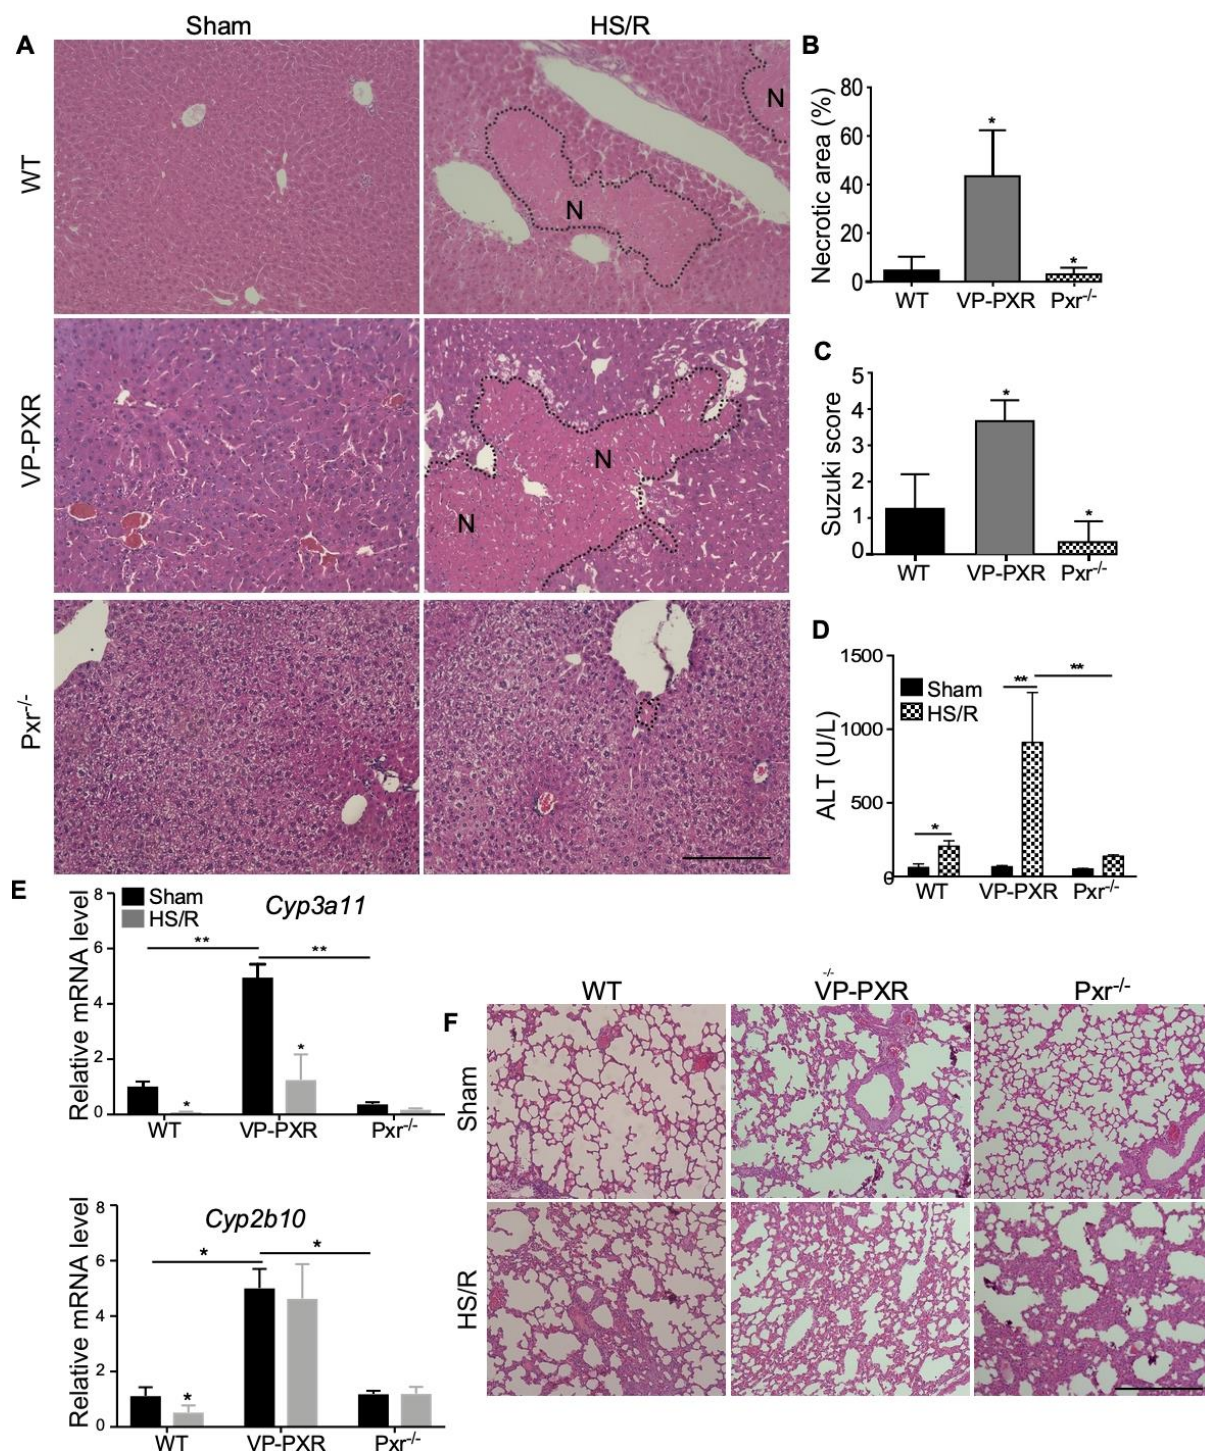 Sham HS/R
A
WT
N
N
VP-PXR
N
N
Pxr-/-
B
Necrotic area (%)
80
60
40
20
0
*
*
WT VP-PXR Pxr-/-
C
Suzuki score
5
4
3
2
1
0
*
*
WT VP-PXR Pxr-/-
D
ALT (U/L)
1500
1000
500
0
Sham
HS/R
*
**
**
WT VP-PXR Pxr-/-
E
Relative mRNA level
8
6
4
2
0
Sham
HS/R
Cyp3a11
**
**
*
*
WT VP-PXR Pxr-/-
Relative mRNA level
8
6
4
2
0
Cyp2b10
*
*
*
WT VP-PXR Pxr-/-
F
-/-
WT VP-PXR Pxr-/-
Sham
HS/R